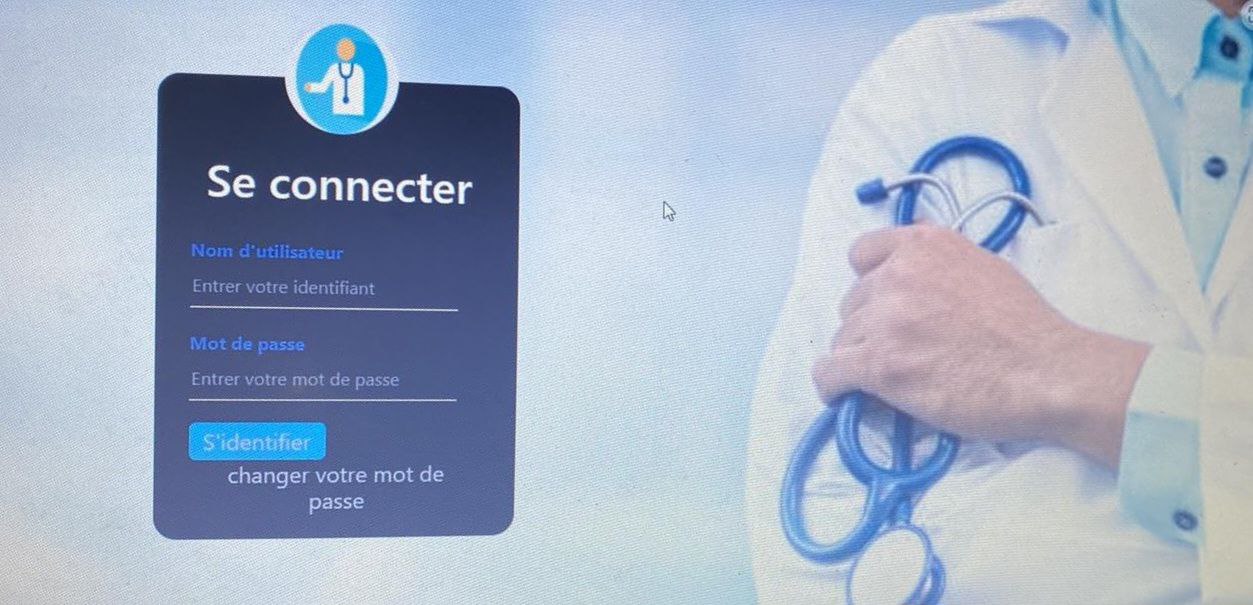 Se connecter
Nom d'utilisateur
Entrer votre identifiant
Mot de passe
Entrer votre mot de passe
S'identifier
changer votre mot de
passe